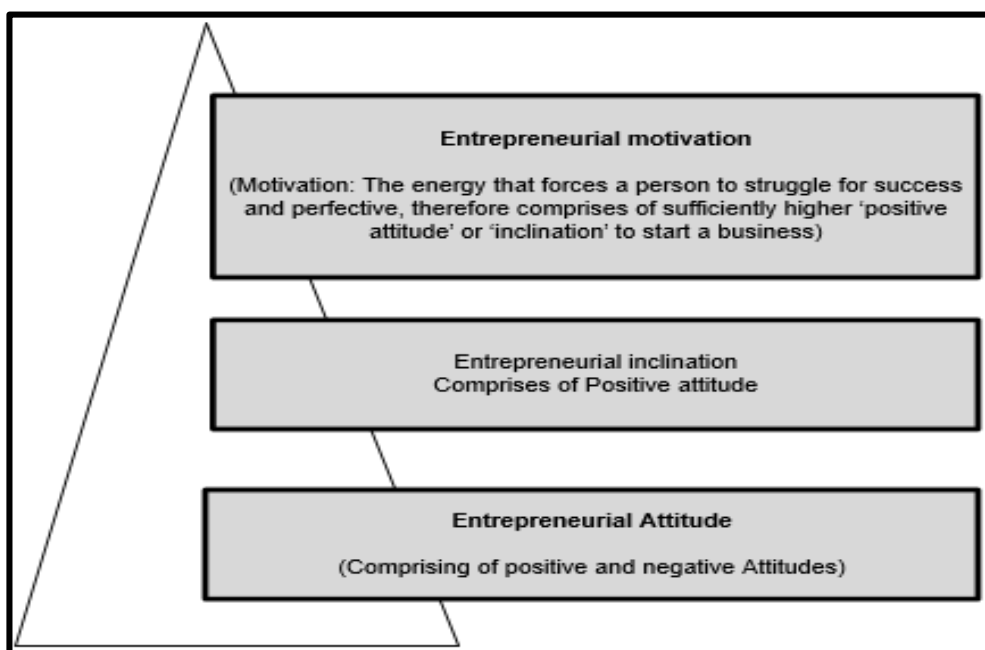 Entrepreneurial motivation
(Motivation: The energy that forces a person to struggle for success
and perfective, therefore comprises of sufficiently higher ‘positive
attitude’ or ‘inclination’ to start a business)
Entrepreneurial inclination
Comprises of Positive attitude
Entrepreneurial Attitude
(Comprising of positive and negative Attitudes)